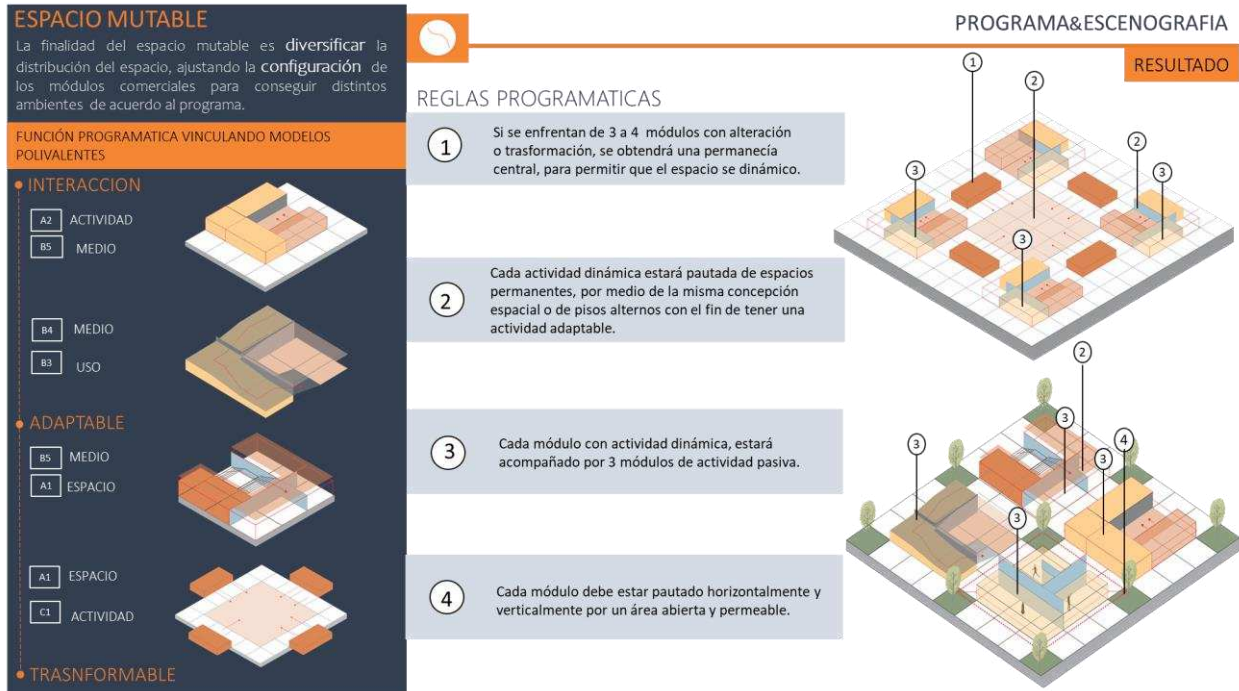 ESPACIO MUTABLE
La finalidad del espacio mutable es diversificar la
distribución del espacio, ajustando la configuración de
los módulos comerciales para conseguir distintos
ambientes de acuerdo al programa.
FUNCIÓN PROGRAMATICA VINCULANDO MODELOS
POLIVALENTES
INTERACCION
A2 ACTIVIDAD
B5 MEDIO
B4 MEDIO
B3 USO
ADAPTABLE
B5 MEDIO
A1 ESPACIO
A1 ESPACIO
C1 ACTIVIDAD
TRASNFORMABLE
PROGRAMA&ESCENOGRAFIA
RESULTADO
REGLAS PROGRAMATICAS
1
Si se enfrentan de 3 a 4 módulos con alteración
o trasformación, se obtendrá una permanecía
central, para permitir que el espacio se dinámico.
2
Cada actividad dinámica estará pautada de espacios
permanentes, por medio de la misma concepción
espacial o de pisos alternos con el fin de tener una
actividad adaptable.
3
Cada módulo con actividad dinámica, estará
acompañado por 3 módulos de actividad pasiva.
4
Cada módulo debe estar pautado horizontalmente y
verticalmente por un área abierta y permeable.
1
2
2
3
3
3
2
3
3
3
4
3